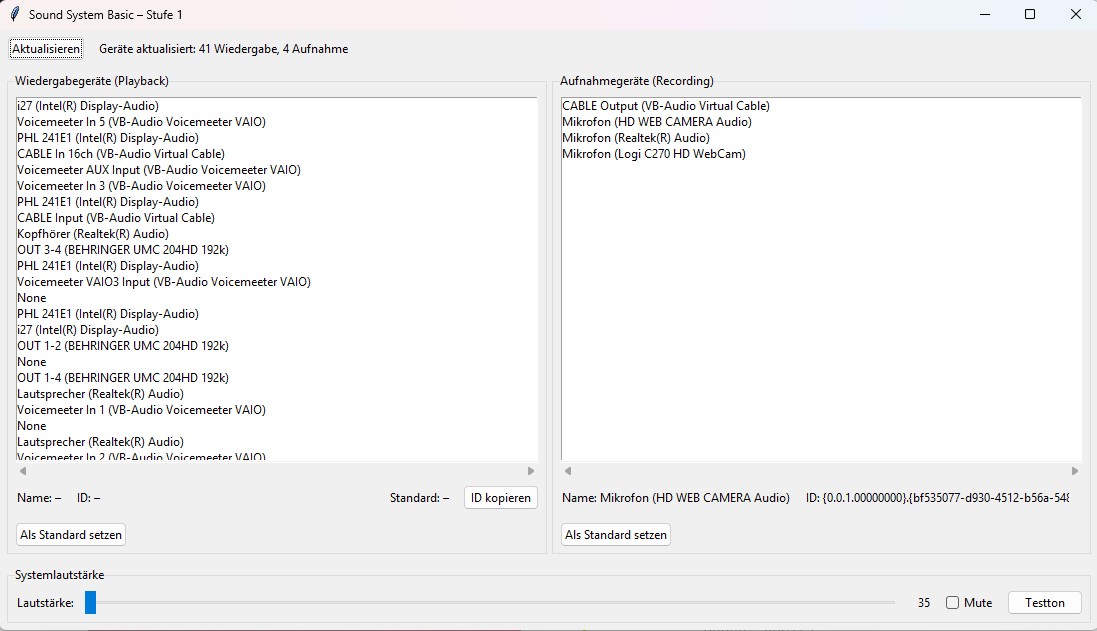 Sound System Basic – Stufe 1
Aktualisieren Geräte aktualisiert: 41 Wiedergabe, 4 Aufnahme
Wiedergabegeräte (Playback)
i27 (Intel(R) Display-Audio)
Voicemeeter In 5 (VB-Audio Voicemeeter VAIO)
PHL 241E1 (Intel(R) Display-Audio)
CABLE In 16ch (VB-Audio Virtual Cable)
Voicemeeter AUX Input (VB-Audio Voicemeeter VAIO)
Voicemeeter In 3 (VB-Audio Voicemeeter VAIO)
PHL 241E1 (Intel(R) Display-Audio)
CABLE Input (VB-Audio Virtual Cable)
Kopfhörer (Realtek(R) Audio)
OUT 3-4 (BEHRINGER UMC 204HD 192k)
PHL 241E1 (Intel(R) Display-Audio)
Voicemeeter VAIO3 Input (VB-Audio Voicemeeter VAIO)
None
PHL 241E1 (Intel(R) Display-Audio)
i27 (Intel(R) Display-Audio)
OUT 1-2 (BEHRINGER UMC 204HD 192k)
None
OUT 1-4 (BEHRINGER UMC 204HD 192k)
Lautsprecher (Realtek(R) Audio)
Voicemeeter In 1 (VB-Audio Voicemeeter VAIO)
None
Lautsprecher (Realtek(R) Audio)
Voicemeeter In 2 (VB-Audio Voicemeeter VAIO)
Name: – ID: – Standard: – ID kopieren
Als Standard setzen
Aufnahmegeräte (Recording)
CABLE Output (VB-Audio Virtual Cable)
Mikrofon (HD WEB CAMERA Audio)
Mikrofon (Realtek(R) Audio)
Mikrofon (Logi C270 HD WebCam)
Name: Mikrofon (HD WEB CAMERA Audio) ID: {0.0.1.00000000}.{bf535077-d930-4512-b56a-548
Als Standard setzen
Systemlautstärke
Lautstärke: 35 Mute Testton